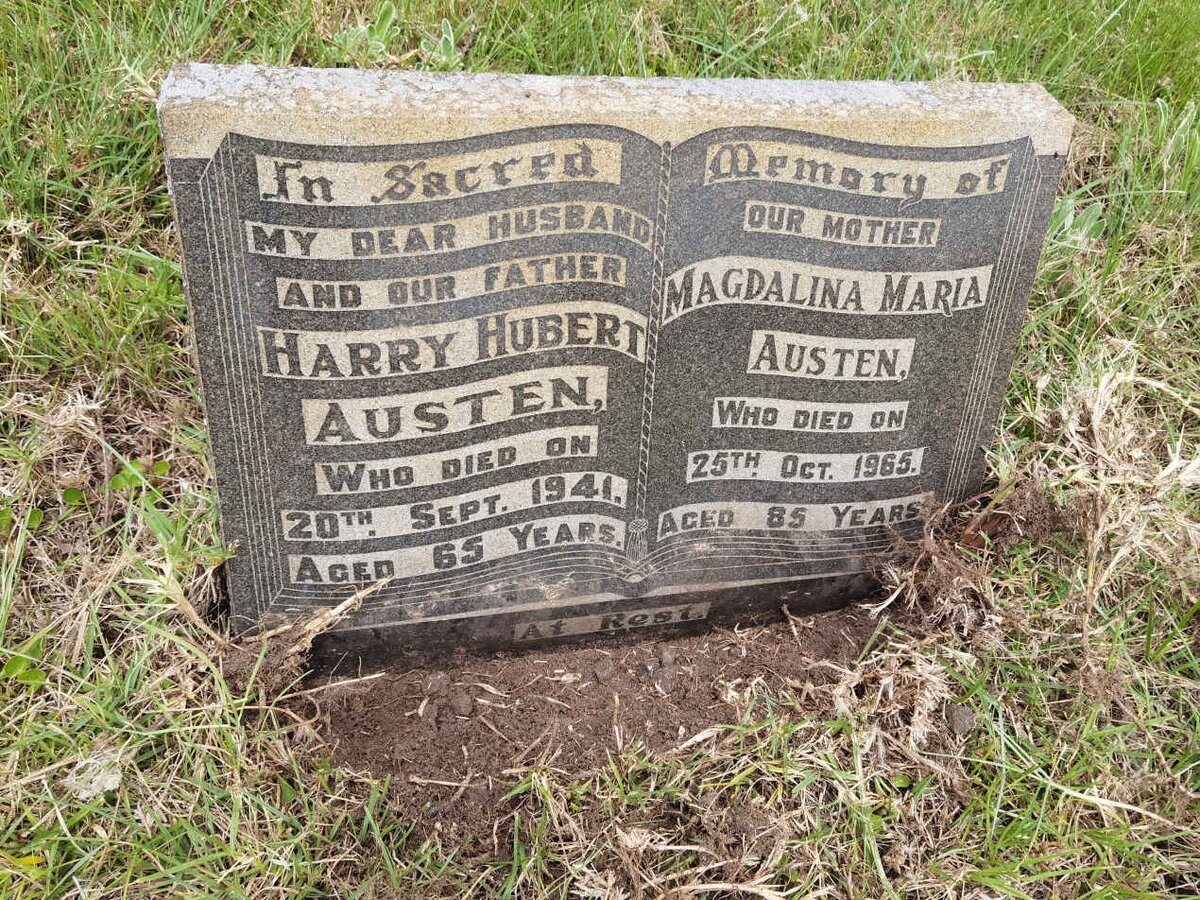 In Sacred
MY DEAR HUSBAND
AND OUR FATHER
HARRY HUBERT
AUSTEN,
WHO DIED ON
20TH. SEPT. 1941.
AGED 65 YEARS.
Memory of
OUR MOTHER
MAGDALINA MARIA
AUSTEN,
WHO DIED ON
25TH. OCT. 1965.
AGED 85 YEARS
At Rest